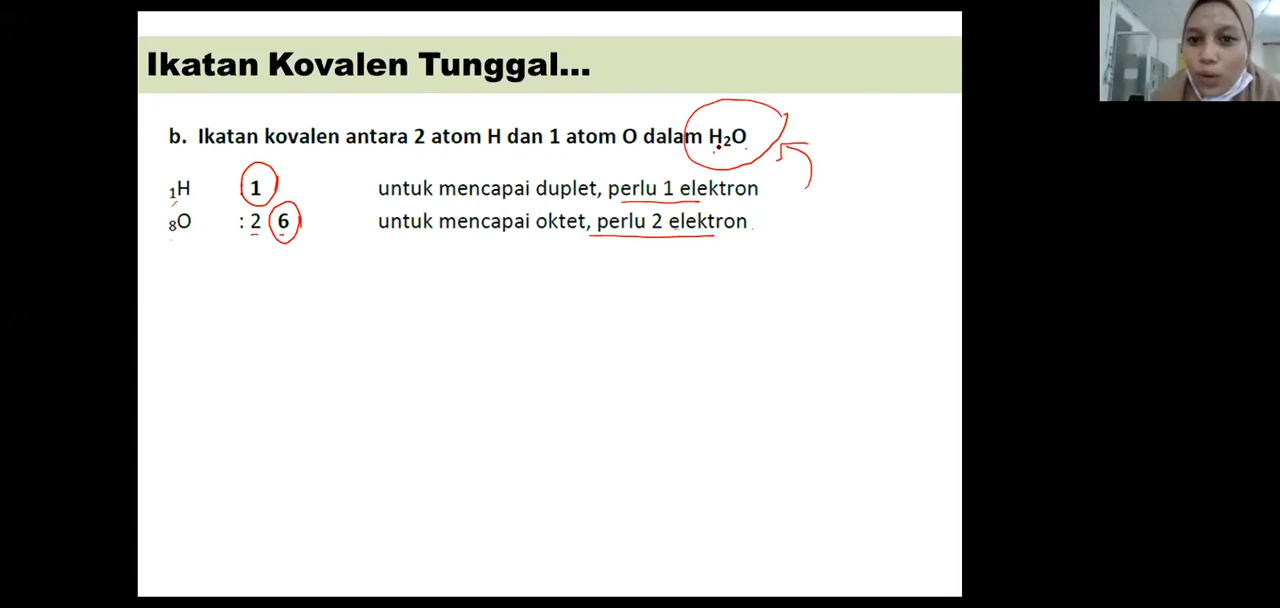 Ikatan Kovalen Tunggal...
b. Ikatan kovalen antara 2 atom H dan 1 atom O dalam H₂O
₁H 1 untuk mencapai duplet, perlu 1 elektron
₈O : 2 6 untuk mencapai oktet, perlu 2 elektron